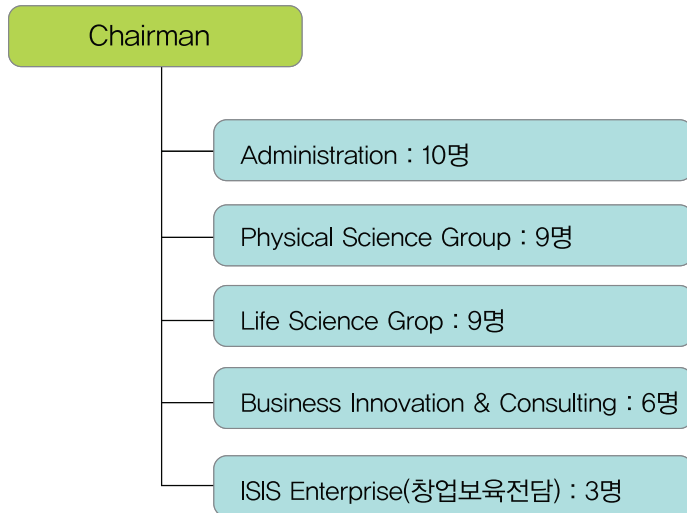 Chairman
Administration : 10명
Physical Science Group : 9명
Life Science Grop : 9명
Business Innovation & Consulting : 6명
ISIS Enterprise(창업보육전담) : 3명